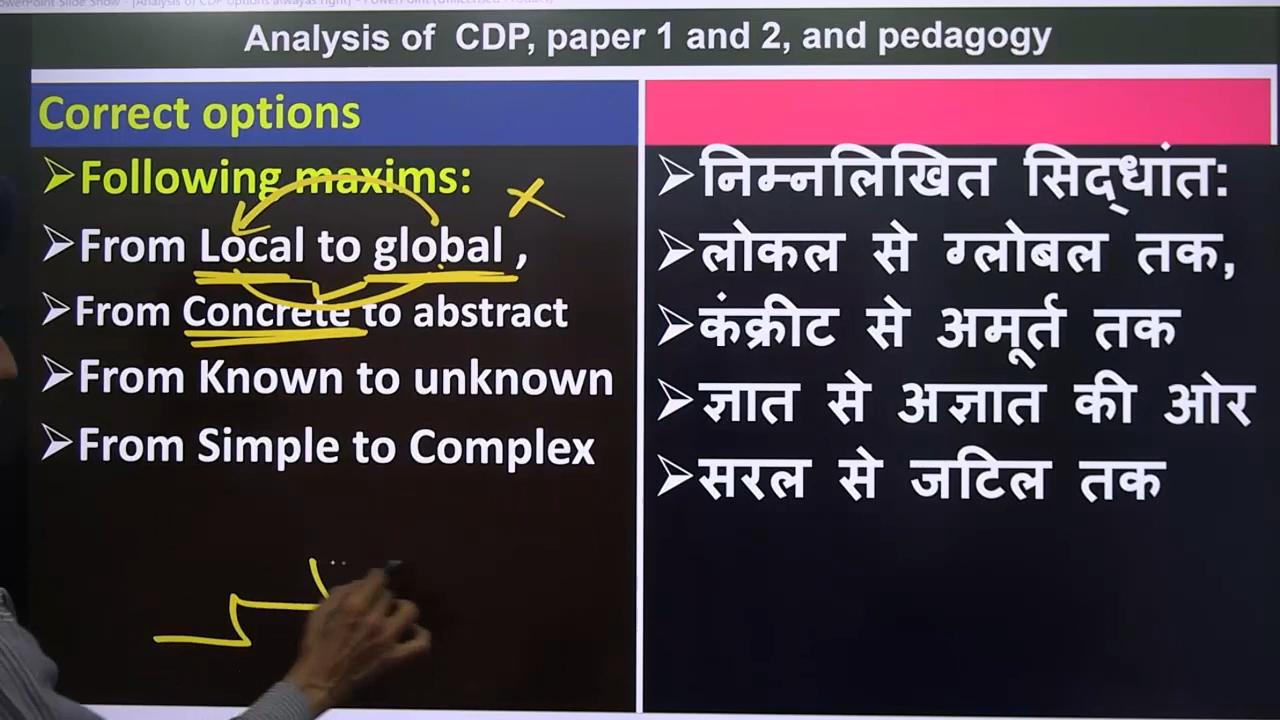 Analysis of CDP, paper 1 and 2, and pedagogy
Correct options
➢Following maxims:
➢From Local to global ,
➢From Concrete to abstract
➢From Known to unknown
➢From Simple to Complex
➢निम्नलिखित सिद्धांत:
➢लोकल से ग्लोबल तक,
➢कंक्रीट से अमूर्त तक
➢ज्ञात से अज्ञात की ओर
➢सरल से जटिल तक